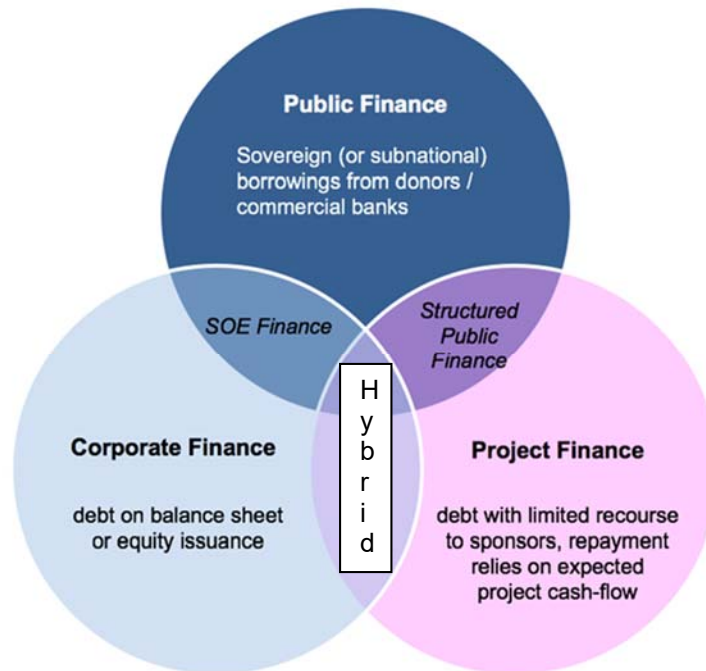 Public Finance
Sovereign (or subnational)
borrowings from donors /
commercial banks
SOE Finance
Structured
Public
Finance
H
y
b
r
i
d
Corporate Finance
debt on balance sheet
or equity issuance
Project Finance
debt with limited recourse
to sponsors, repayment
relies on expected
project cash-flow